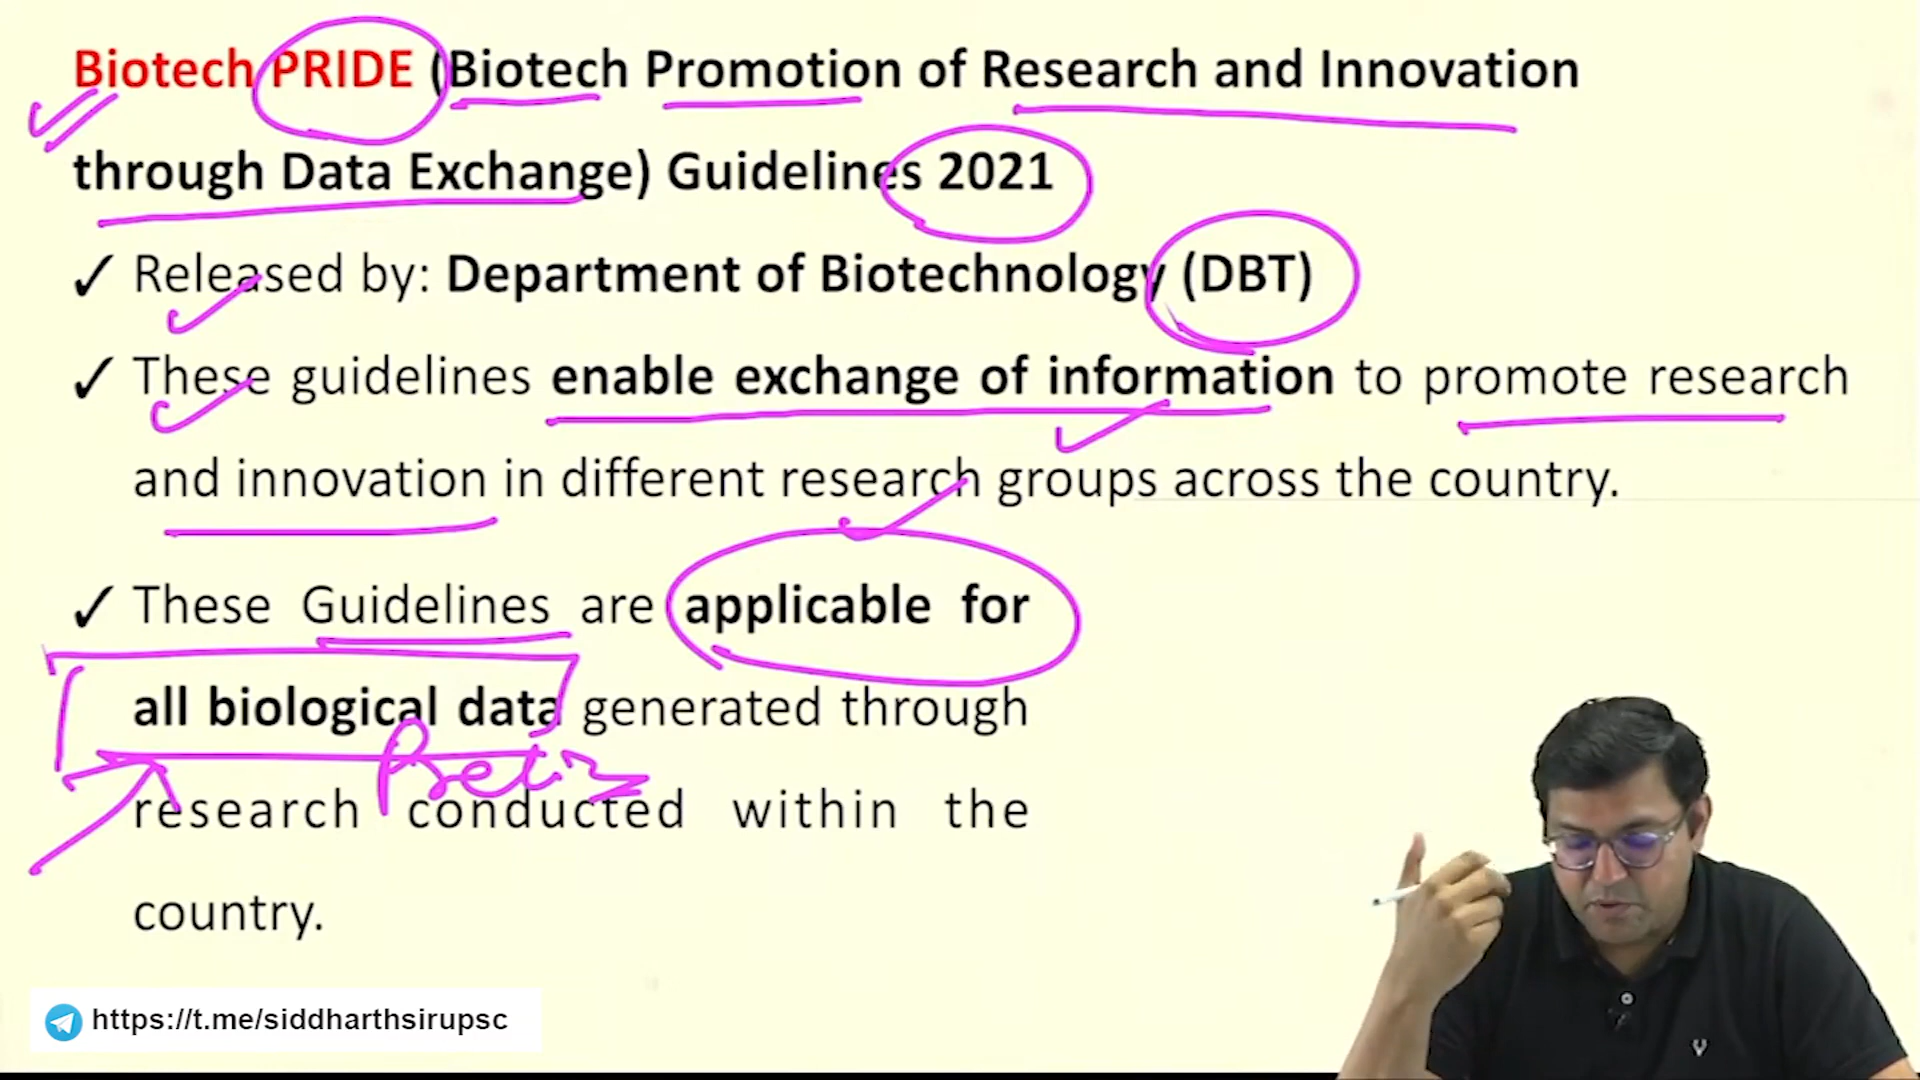 Biotech PRIDE (Biotech Promotion of Research and Innovation
through Data Exchange) Guidelines 2021
✓ Released by: Department of Biotechnology (DBT)
✓ These guidelines enable exchange of information to promote research
and innovation in different research groups across the country.
✓ These Guidelines are applicable for
all biological data generated through
Prelims
research conducted within the
country.
https://t.me/siddharthsirupsc